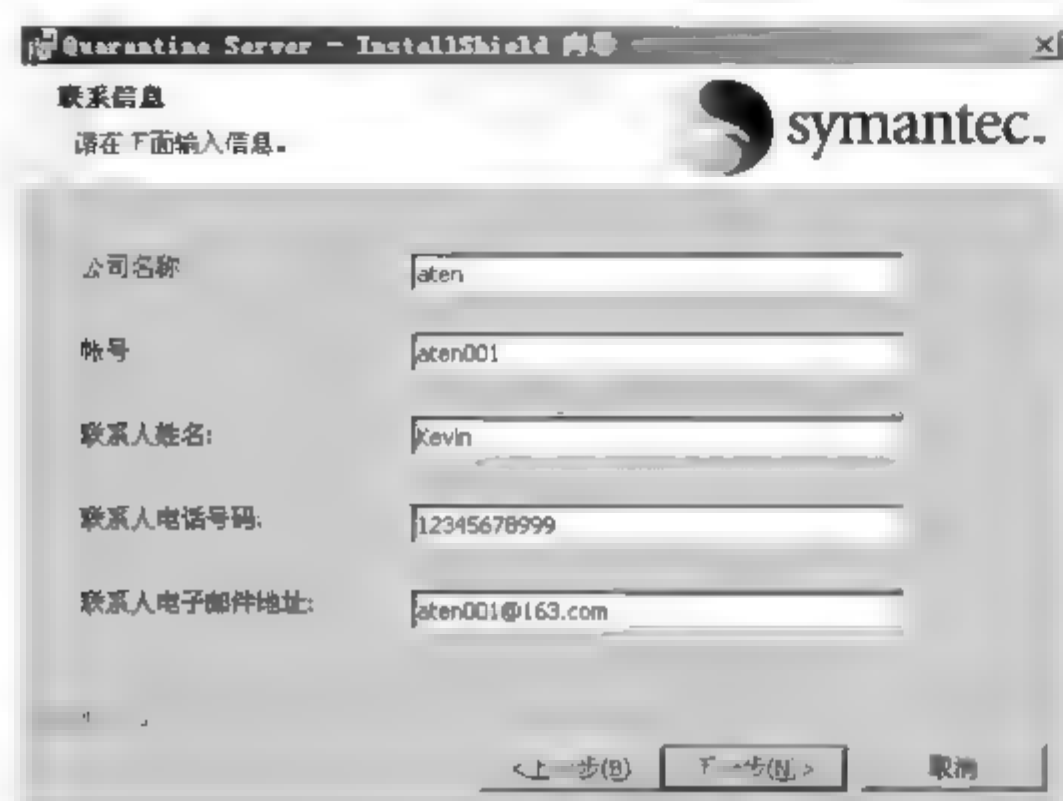 Quarantine Server - InstallShield 向导
联系信息
请在下面输入信息。
symantec.
公司名称
aten
帐号
aten001
联系人姓名:
Kevin
联系人电话号码:
12345678999
联系人电子邮件地址:
aten001@163.com
<上一步(B)
下一步(N) >
取消